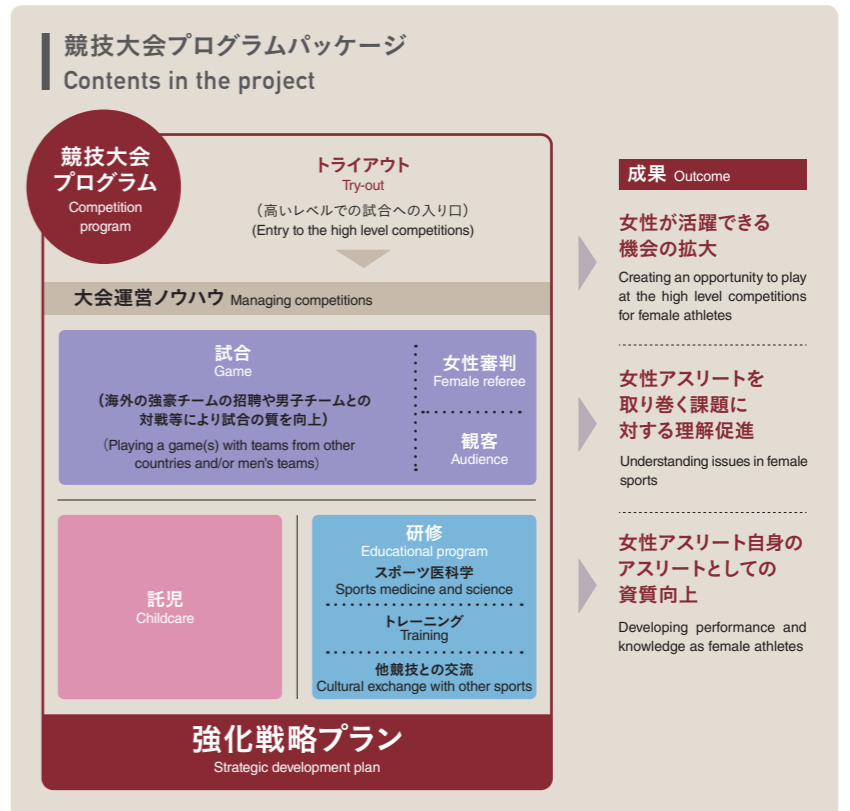 競技大会プログラムパッケージ
Contents in the project
競技大会
プログラム
Competition
program
トライアウト
Try-out
（高いレベルでの試合への入り口）
(Entry to the high level competitions)
大会運営ノウハウ Managing competitions
試合
Game
（海外の強豪チームの招聘や男子チームとの
対戦等により試合の質を向上）
（Playing a game(s) with teams from other
countries and/or men's teams）
女性審判
Female referee
観客
Audience
託児
Childcare
研修
Educational program
スポーツ医科学
Sports medicine and science
トレーニング
Training
他競技との交流
Cultural exchange with other sports
強化戦略プラン
Strategic development plan
成果 Outcome
女性が活躍できる
機会の拡大
Creating an opportunity to play
at the high level competitions
for female athletes
女性アスリートを
取り巻く課題に
対する理解促進
Understanding issues in female
sports
女性アスリート自身の
アスリートとしての
資質向上
Developing performance and
knowledge as female athletes